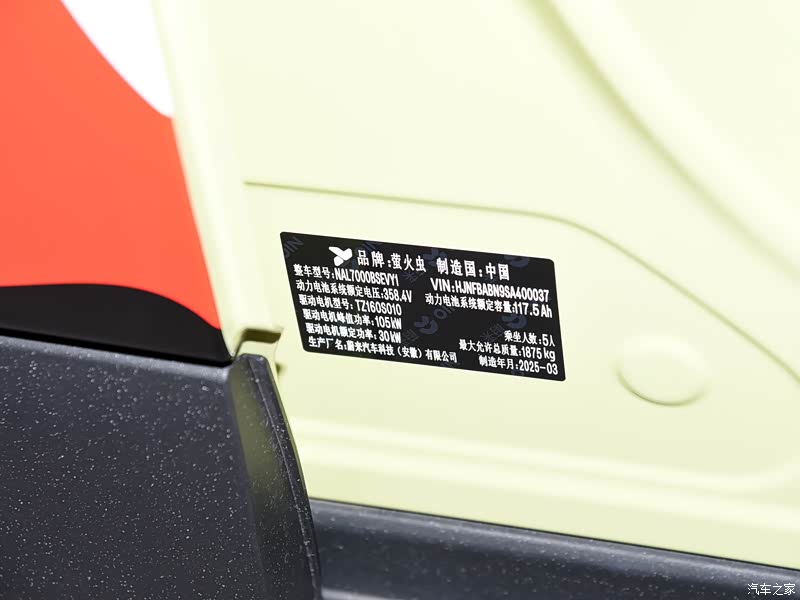 品牌:萤火虫 制造国:中国
整车型号:NAL7000BSEVY1 VIN:HJNFBABN9SA400037
动力电池系统额定电压:358.4V 动力电池系统额定容量:117.5Ah
驱动电机型号:TZ160S010
驱动电机峰值功率:105kW 乘坐人数:5人
驱动电机额定功率:30kW 最大允许总质量:1875kg
生产厂名:蔚来汽车科技（安徽）有限公司 制造年月:2025-03
汽车之家